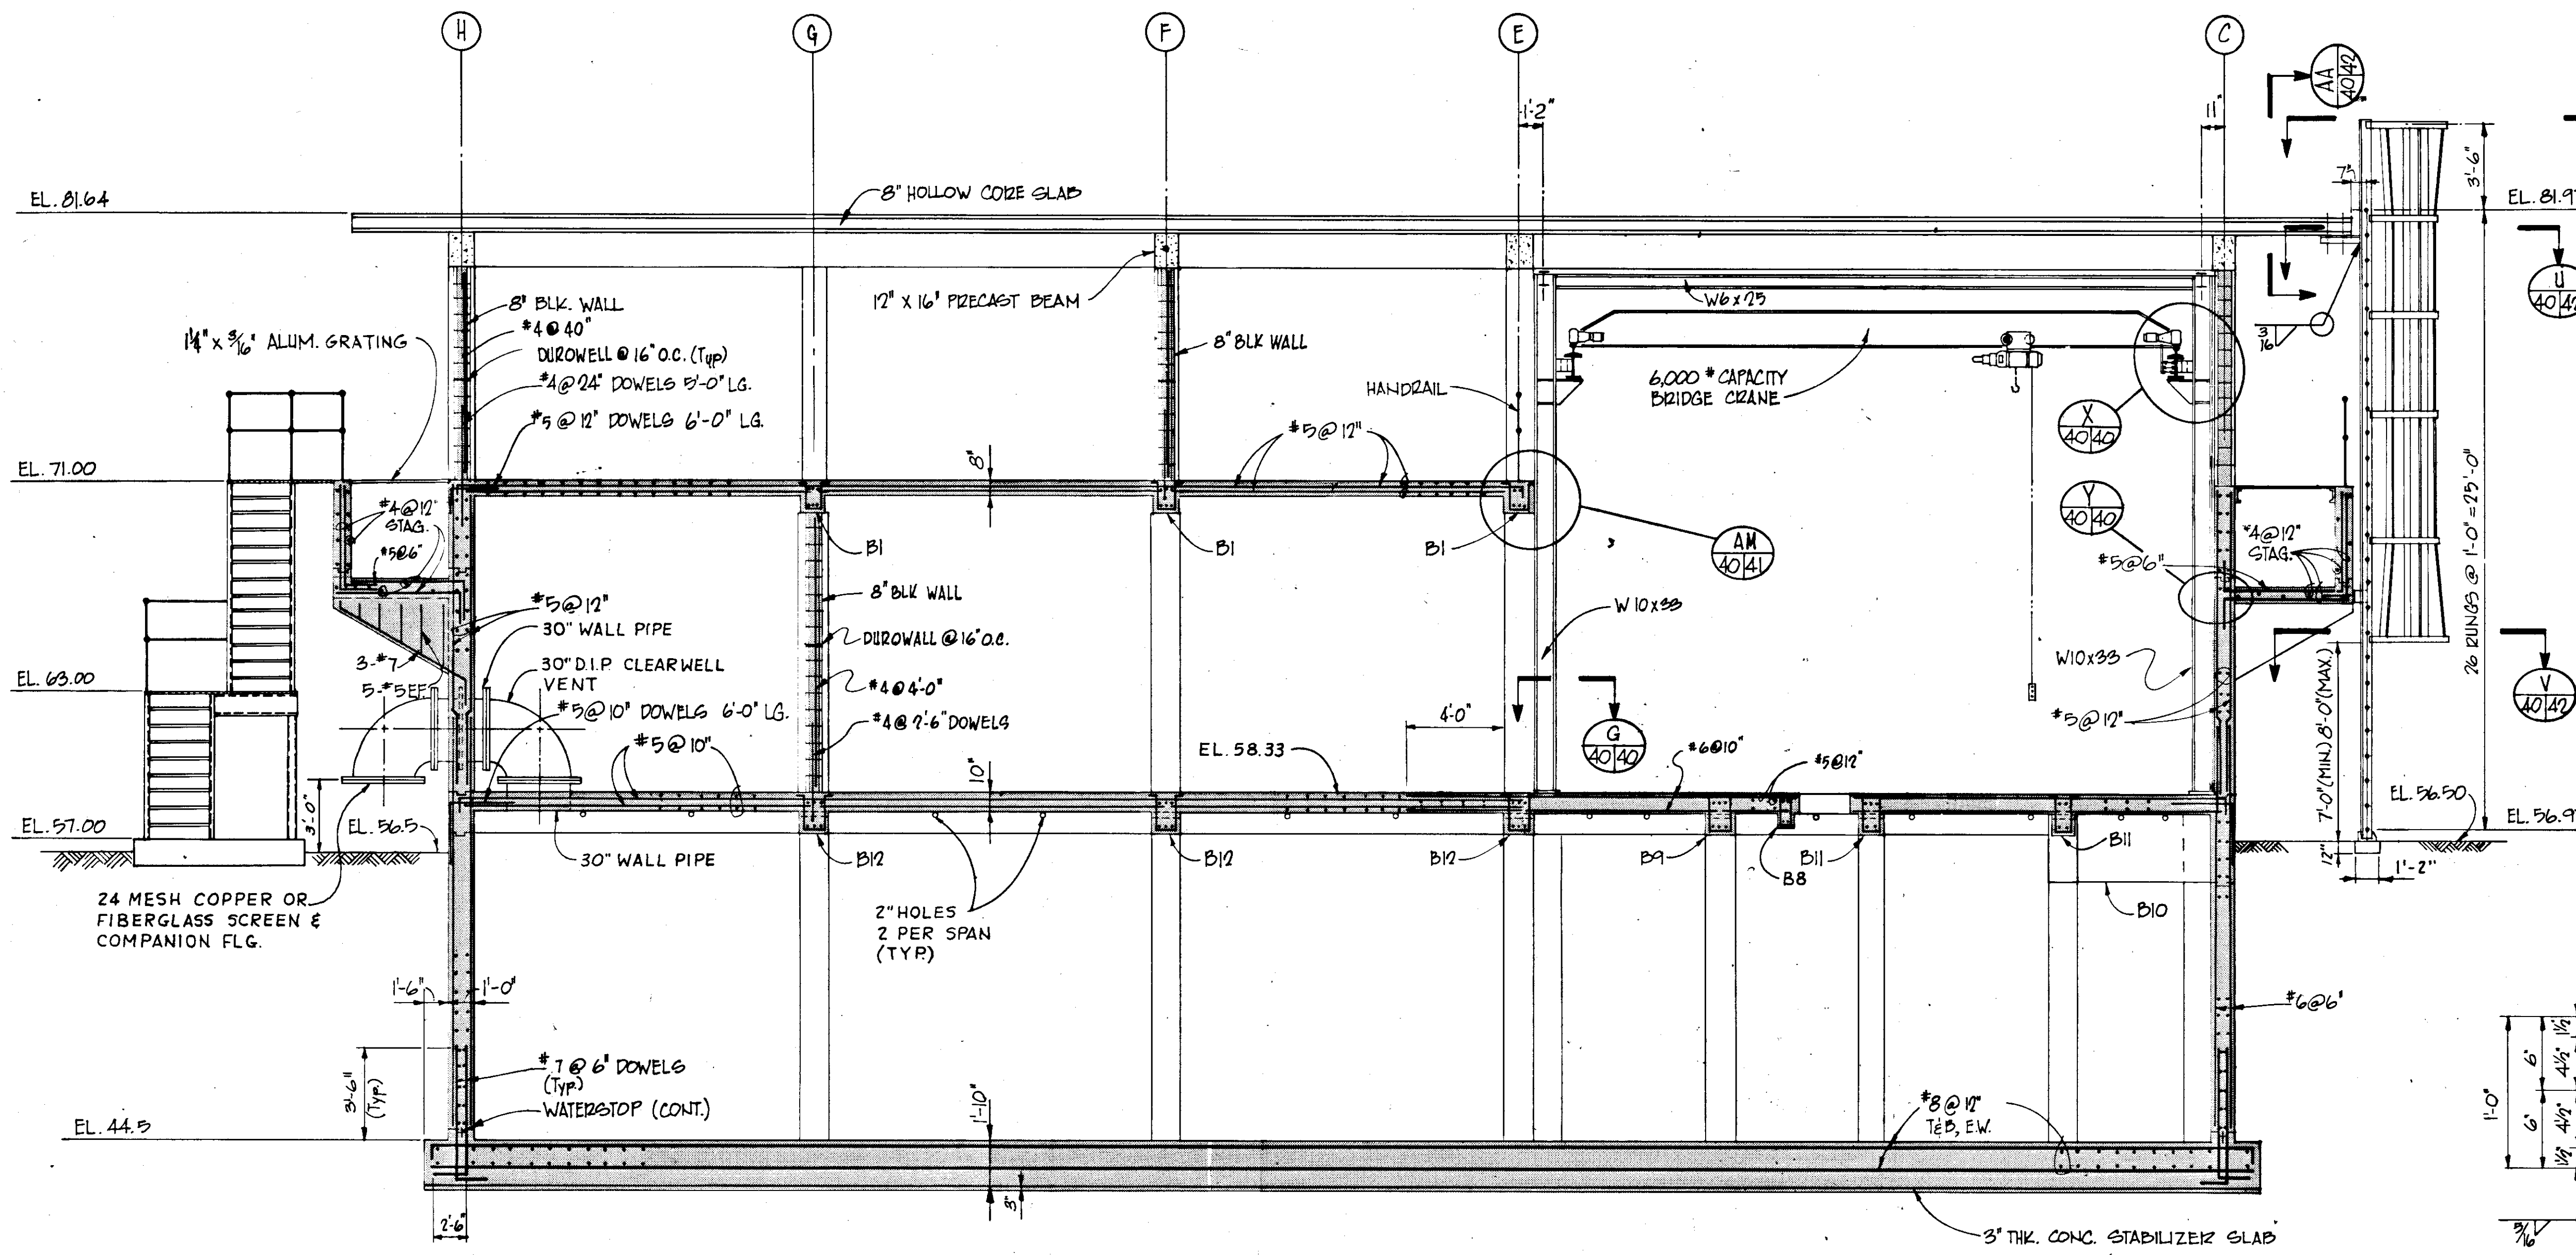 H
G
F
E
C
AA
40 42
1'-2"
11"
7"
3'-6"
EL. 81.64
8" HOLLOW CORE SLAB
EL. 81.9
U
40 42
12" X 16" PRECAST BEAM
W6 x 25
8" BLK. WALL
#4 @ 40"
DUROWELL @ 16" O.C. (Typ)
#4 @ 24" DOWELS 5'-0" LG.
#5 @ 12" DOWELS 6'-0" LG.
1¼" x 3/16" ALUM. GRATING
8" BLK WALL
HANDRAIL
6,000 # CAPACITY
BRIDGE CRANE
3/16
X
40 40
#5 @ 12"
8"
EL. 71.00
Y
40 40
#4 @ 12"
STAG.
#5@6"
B1
B1
B1
AM
40 41
#5@6"
#4@12"
STAG.
26 RUNGS @ 1'-0" = 25'-0"
8" BLK WALL
#5 @ 12"
30" WALL PIPE
W 10 x 33
DUROWALL @ 16" O.C.
3-#7
30" D.I.P. CLEARWELL
VENT
W10 x 33
EL. 63.00
5-#5 EF.
#4 @ 4'-0"
#5 @ 10" DOWELS 6'-0" LG.
#4 @ 2'-6" DOWELS
#5 @ 10"
4'-0"
G
40 40
#5 @ 12"
V
40 42
7'-0" (MIN.) 8'-0" (MAX.)
10"
EL. 58.33
#6@10"
#5@12"
3'-0"
EL. 57.00
EL. 56.5
EL. 56.50
EL. 56.9
30" WALL PIPE
B12
B12
B12
B9
B8
B11
B11
B10
12"
1'-2"
24 MESH COPPER OR
FIBERGLASS SCREEN &
COMPANION FLG.
2" HOLES
2 PER SPAN
(TYP.)
1'-6"
1'-0"
#6@6"
3'-6"
(Typ.)
#7 @ 6" DOWELS
(Typ.)
WATERSTOP (CONT.)
1'-10"
#8 @ 12"
T&B, E.W.
EL. 44.5
1'-0"
6"
6"
1½" 4½" 4½" 1½"
2'-6"
3"
3" THK. CONC. STABILIZER SLAB
5/16